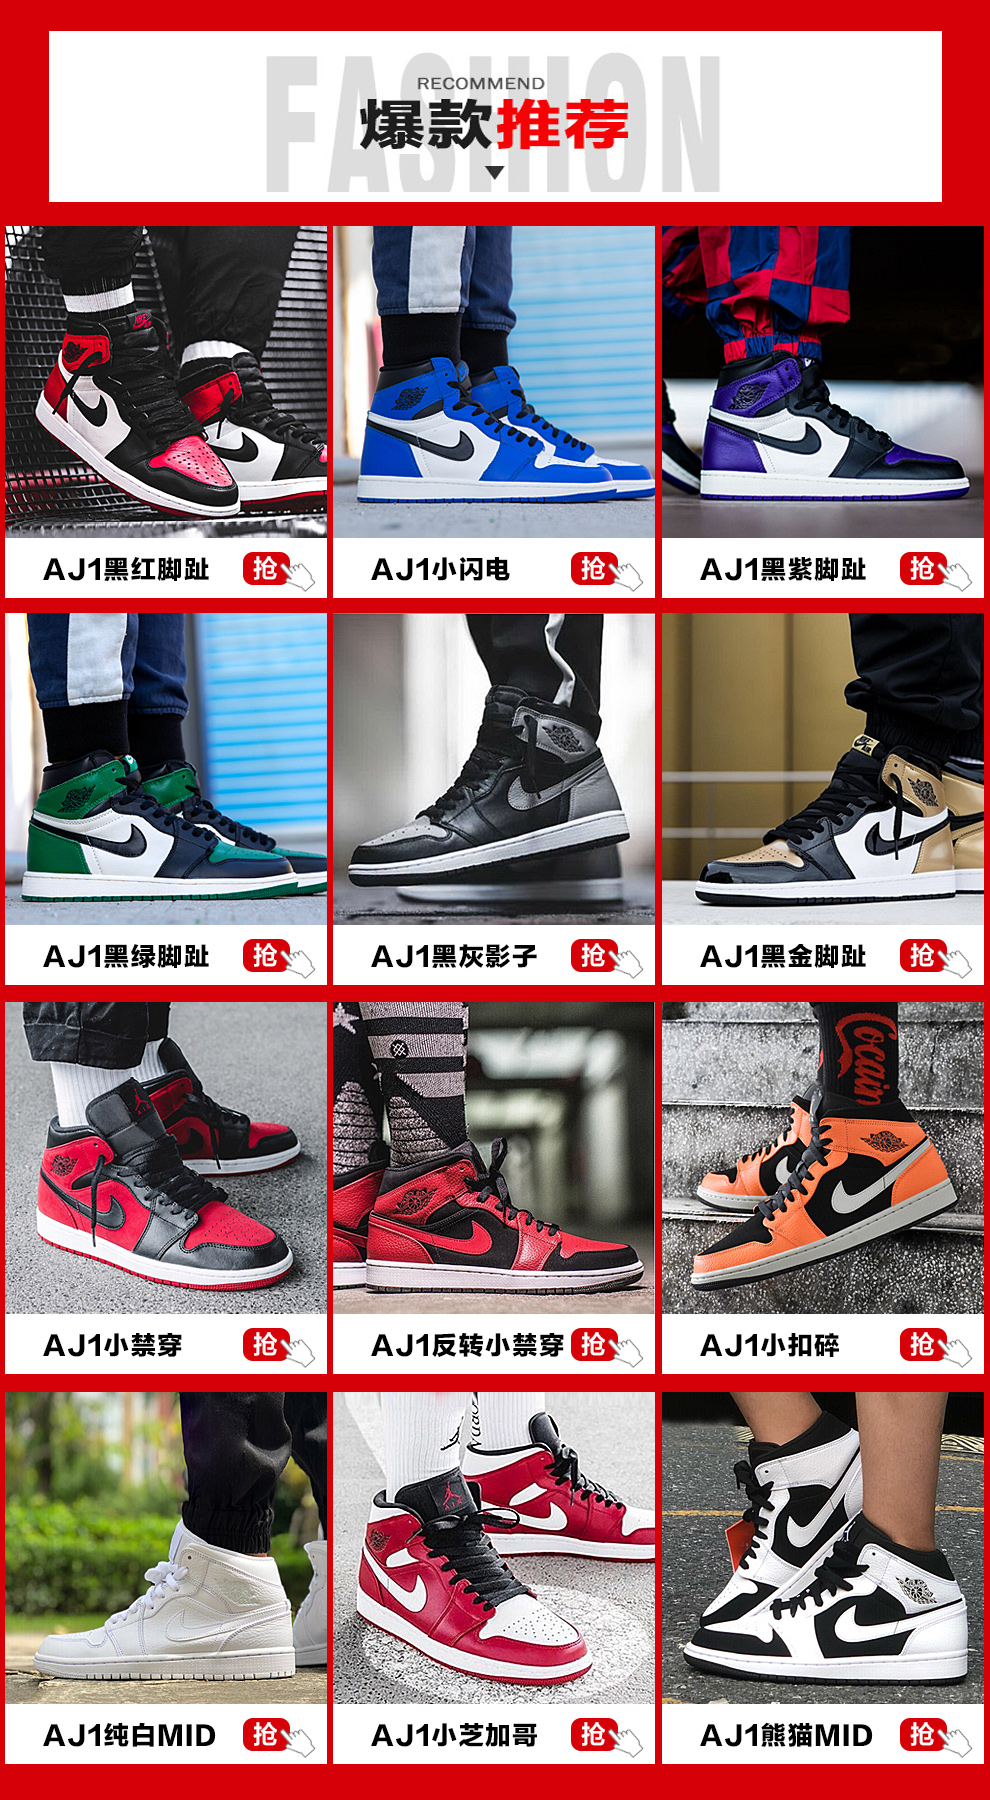 FASHION
RECOMMEND
爆款推荐
AJ1黑红脚趾 抢
AJ1小闪电 抢
AJ1黑紫脚趾 抢
AJ1黑绿脚趾 抢
AJ1黑灰影子 抢
AJ1黑金脚趾 抢
Cocain
AJ1小禁穿 抢
AJ1反转小禁穿 抢
AJ1小扣碎 抢
AJ1纯白MID 抢
AJ1小芝加哥 抢
AJ1熊猫MID 抢